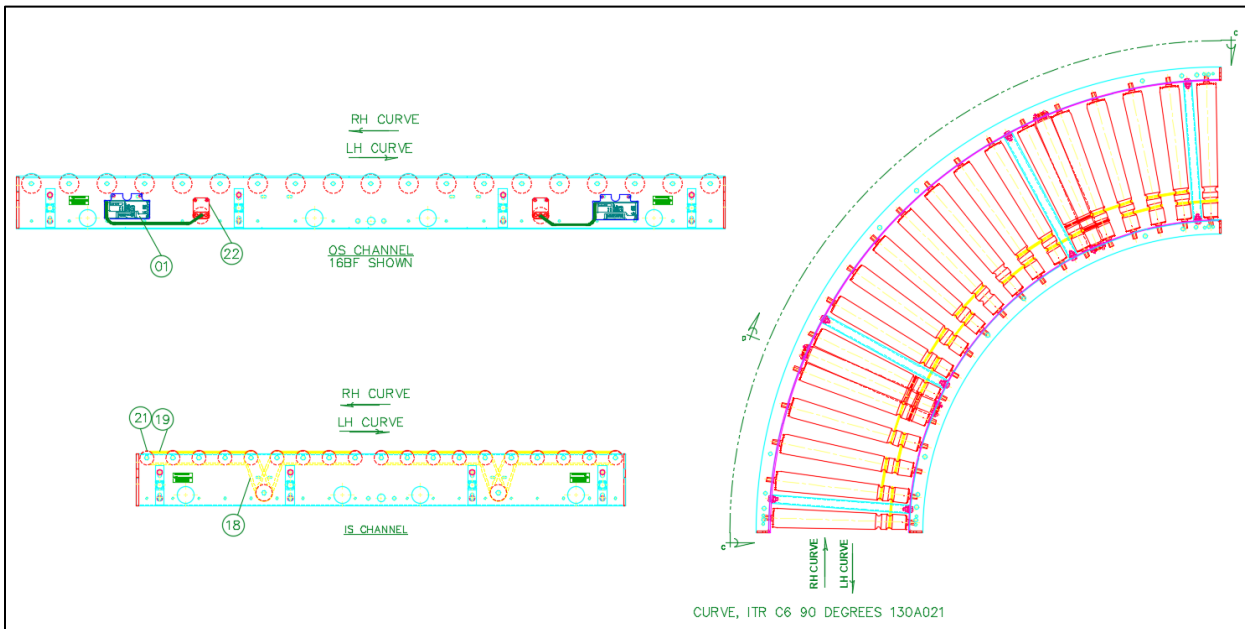 RH CURVE
LH CURVE
01
22
OS CHANNEL
16BF SHOWN
RH CURVE
LH CURVE
21
19
18
IS CHANNEL
C
D
C
RH CURVE
LH CURVE
CURVE, ITR C6 90 DEGREES 130A021